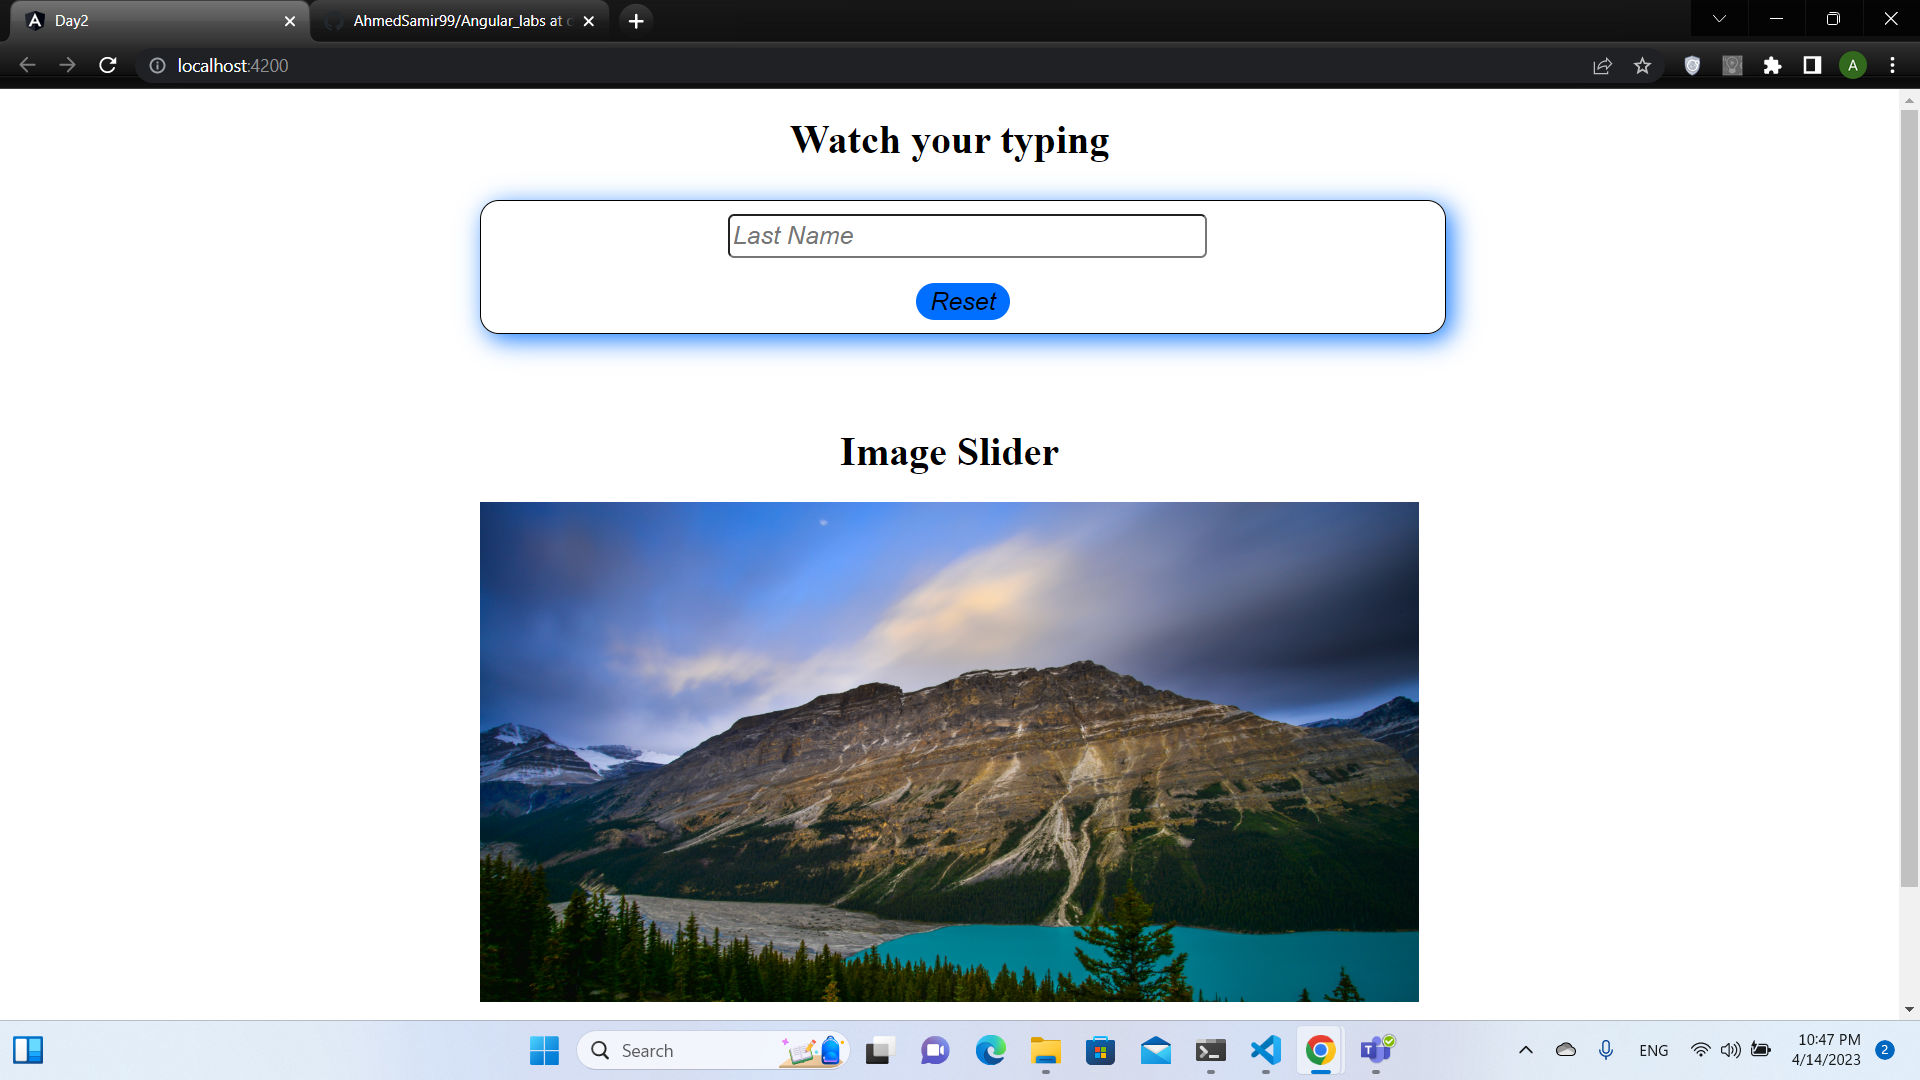 Day2
AhmedSamir99/Angular_labs at
localhost:4200
A
Watch your typing
Last Name
Reset
Image Slider
Search
ENG
10:47 PM
4/14/2023
2